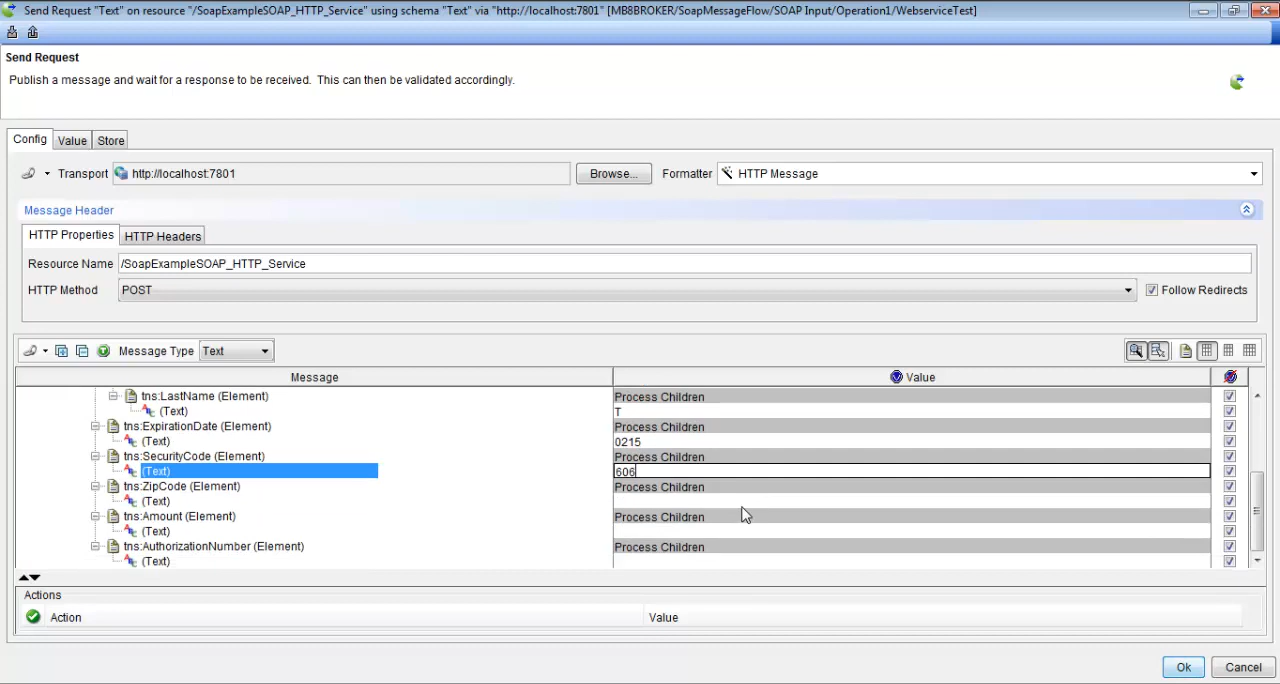 Send Request "Text" on resource "/SoapExampleSOAP_HTTP_Service" using schema "Text" via "http://localhost:7801" [MB8BROKER/SoapMessageFlow/SOAP Input/Operation1/WebserviceTest]
Send Request
Publish a message and wait for a response to be received. This can then be validated accordingly.
Config Value Store
Transport http://localhost:7801 Browse... Formatter HTTP Message
Message Header
HTTP Properties HTTP Headers
Resource Name /SoapExampleSOAP_HTTP_Service
HTTP Method POST Follow Redirects
Message Type Text
Message Value
tns:LastName (Element) Process Children
(Text) T
tns:ExpirationDate (Element) Process Children
(Text) 0215
tns:SecurityCode (Element) Process Children
(Text) 606
tns:ZipCode (Element) Process Children
(Text)
tns:Amount (Element) Process Children
(Text)
tns:AuthorizationNumber (Element) Process Children
(Text)
Actions
Action Value
Ok Cancel